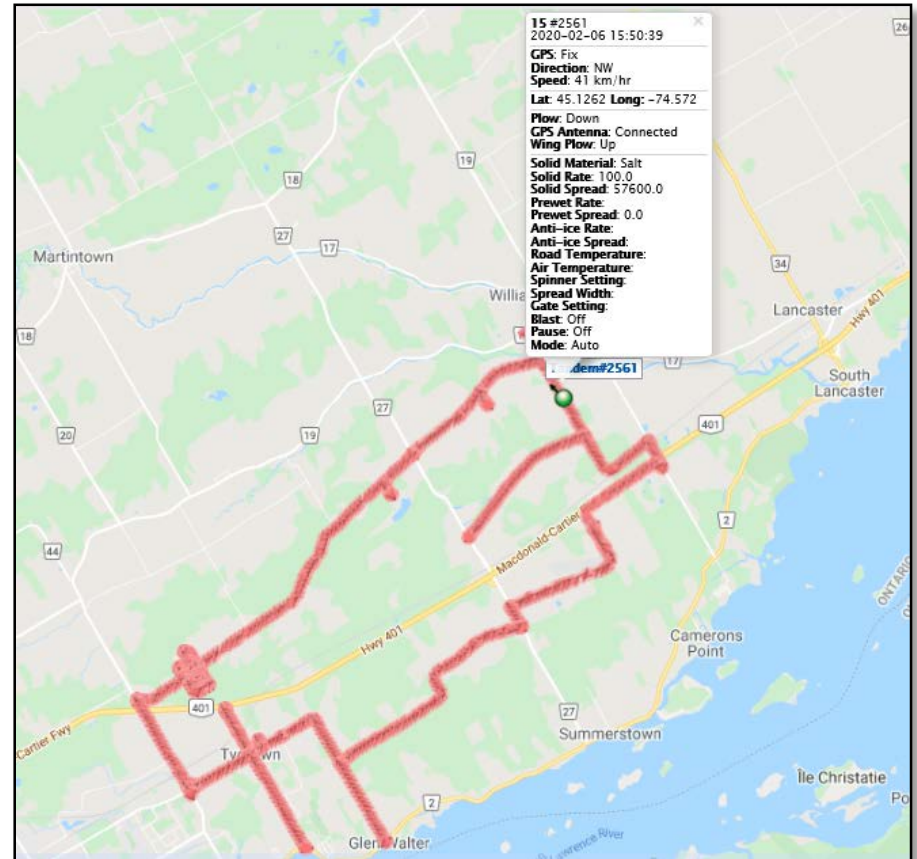 15 #2561
2020-02-06 15:50:39
GPS: Fix
Direction: NW
Speed: 41 km/hr
Lat: 45.1262 Long: -74.572
Plow: Down
GPS Antenna: Connected
Wing Plow: Up
Solid Material: Salt
Solid Rate: 100.0
Solid Spread: 57600.0
Prewet Rate:
Prewet Spread: 0.0
Anti-ice Rate:
Anti-ice Spread:
Road Temperature:
Air Temperature:
Spinner Setting:
Spread Width:
Gate Setting:
Blast: Off
Pause: Off
Mode: Auto
26
19
18
27
17
Martintown
34
Willia
Lancaster
Hwy 401
18
17
#2561
South
Lancaster
27
401
20
19
2
44
Macdonald-Cartier
ONTARIO
Hwy 401
Camerons
Point
401
27
Cartier Fwy
Summerstown
Île Christatie
2
Lawrence River